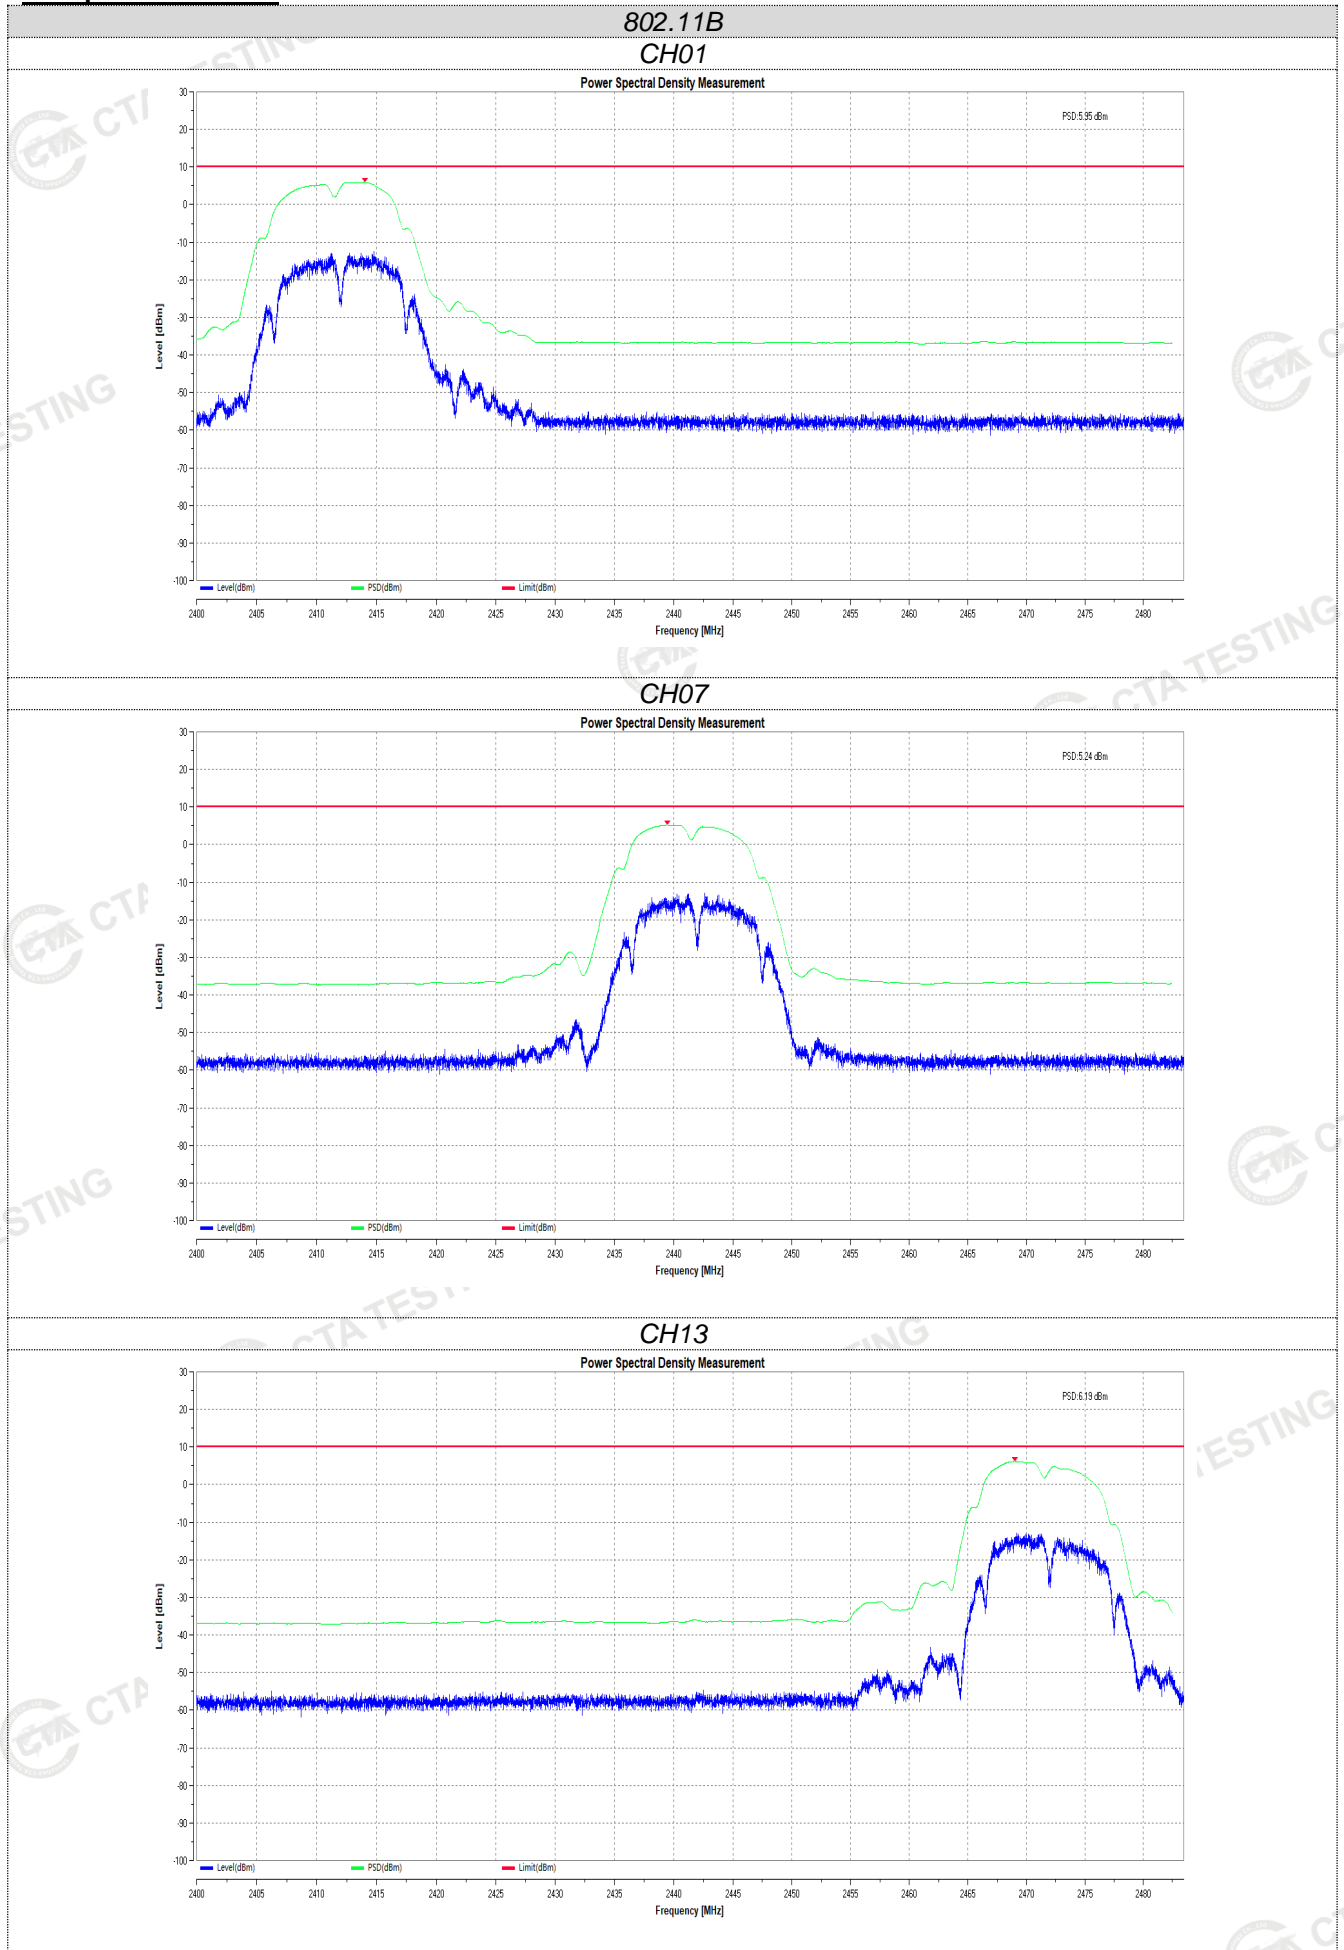 802.11B
CH01
Power Spectral Density Measurement
PSD:5.95 dBm
30
20
10
0
-10
-20
-30
-40
-50
-60
-70
-80
-90
-100
Level [dBm]
Level(dBm) PSD(dBm) Limit(dBm)
2400 2405 2410 2415 2420 2425 2430 2435 2440 2445 2450 2455 2460 2465 2470 2475 2480
Frequency [MHz]
CH07
Power Spectral Density Measurement
PSD:5.24 dBm
30
20
10
0
-10
-20
-30
-40
-50
-60
-70
-80
-90
-100
Level [dBm]
Level(dBm) PSD(dBm) Limit(dBm)
2400 2405 2410 2415 2420 2425 2430 2435 2440 2445 2450 2455 2460 2465 2470 2475 2480
Frequency [MHz]
CH13
Power Spectral Density Measurement
PSD:6.19 dBm
30
20
10
0
-10
-20
-30
-40
-50
-60
-70
-80
-90
-100
Level [dBm]
Level(dBm) PSD(dBm) Limit(dBm)
2400 2405 2410 2415 2420 2425 2430 2435 2440 2445 2450 2455 2460 2465 2470 2475 2480
Frequency [MHz]
CTA TESTING